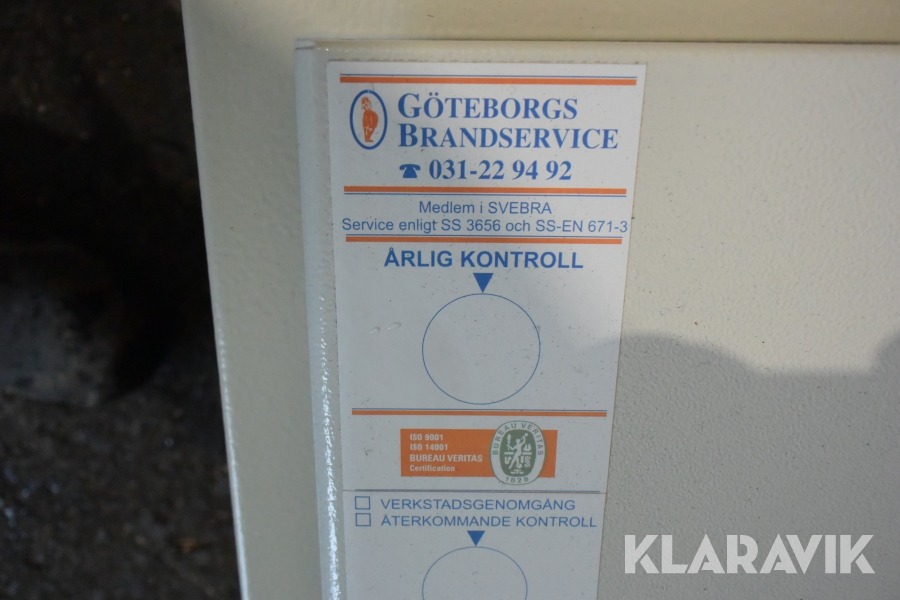 GÖTEBORGS
BRANDSERVICE
☎ 031-22 94 92
Medlem i SVEBRA
Service enligt SS 3656 och SS-EN 671-3
ÅRLIG KONTROLL
ISO 9001
ISO 14001
BUREAU VERITAS
Certification
BUREAU VERITAS
1828
VERKSTADSGENOMGÅNG
ÅTERKOMMANDE KONTROLL
KLARAVIK